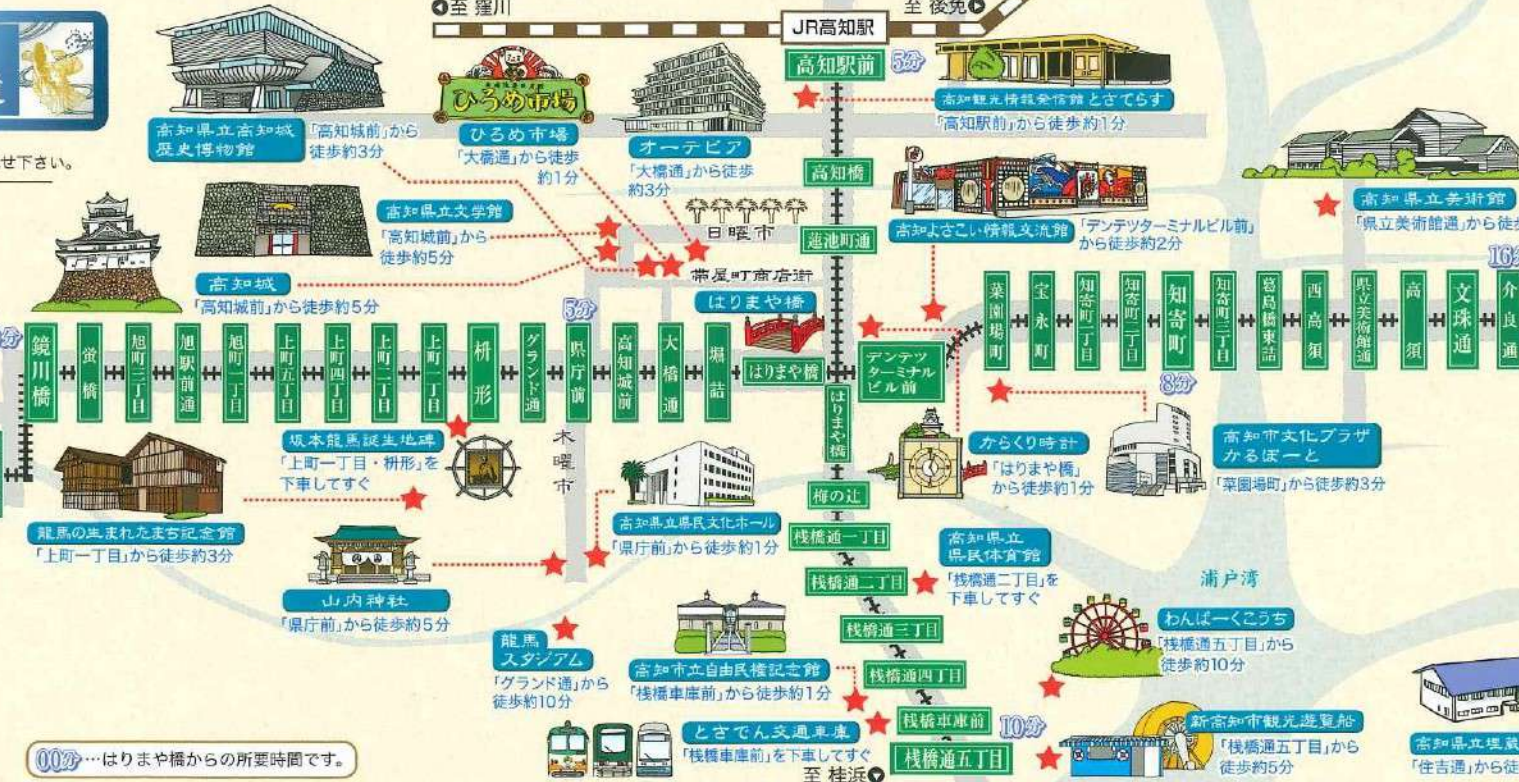 至 窪川
至 後免
JR高知駅
高知駅前
5分
高知県立高知城
歴史博物館
「高知城前」から
徒歩約3分
ひろめ市場
ひろめ市場
「大橋通」から徒歩
約1分
オーテピア
「大橋通」から徒歩
約3分
高知観光情報発信館 とさてらす
「高知駅前」から徒歩約1分
せ下さい。
高知橋
高知県立文学館
「高知城前」から
徒歩約5分
日曜市
蓮池町通
高知よさこい情報交流館
「デンテツターミナルビル前」
から徒歩約2分
高知県立美術館
「県立美術館通」から徒歩
高知城
「高知城前」から徒歩約5分
帯屋町商店街
はりまや橋
16分
5分
分
鏡川橋
蛍橋
旭町三丁目
旭駅前通
旭町一丁目
上町五丁目
上町四丁目
上町二丁目
上町一丁目
枡形
グランド通
県庁前
高知城前
大橋通
堀詰
はりまや橋
デンテツ
ターミナル
ビル前
菜園場町
宝永町
知寄町一丁目
知寄町二丁目
知寄町
知寄町三丁目
葛島橋東詰
西高須
県立美術館通
高須
文珠通
介良通
8分
はりまや橋
坂本龍馬誕生地碑
「上町一丁目・枡形」を
下車してすぐ
木曜市
からくり時計
「はりまや橋」
から徒歩約1分
高知市文化プラザ
かるぽーと
「菜園場町」から徒歩約3分
龍馬の生まれたまち記念館
「上町一丁目」から徒歩約3分
高知県立県民文化ホール
「県庁前」から徒歩約1分
梅の辻
桟橋通一丁目
高知県立
県民体育館
「桟橋通二丁目」を
下車してすぐ
桟橋通二丁目
浦戸湾
山内神社
「県庁前」から徒歩約5分
桟橋通三丁目
わんぱーくこうち
「桟橋通五丁目」から
徒歩約10分
龍馬
スタジアム
「グランド通」から
徒歩約10分
高知市立自由民権記念館
「桟橋車庫前」から徒歩約1分
桟橋通四丁目
桟橋車庫前
10分
新高知市観光遊覧船
「桟橋通五丁目」から
徒歩約5分
とさでん交通車庫
「桟橋車庫前」を下車してすぐ
桟橋通五丁目
至 桂浜
高知県立埋蔵
「住吉通」から徒
00分…はりまや橋からの所要時間です。